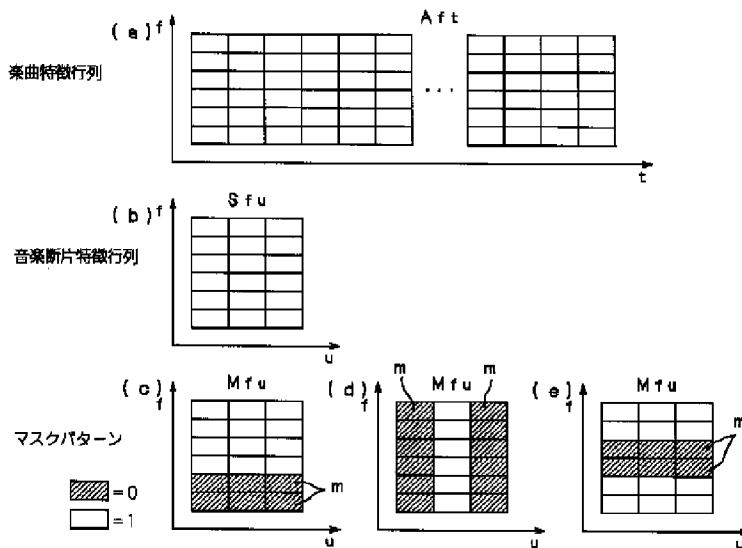 (a) f
Aft
楽曲特徴行列
...
t
(b) f
Sfu
音楽断片特徴行列
u
(c) f
Mfu
m
(d) f
m
Mfu
m
(e) f
Mfu
m
マスクパターン
=0
=1
u
u
u